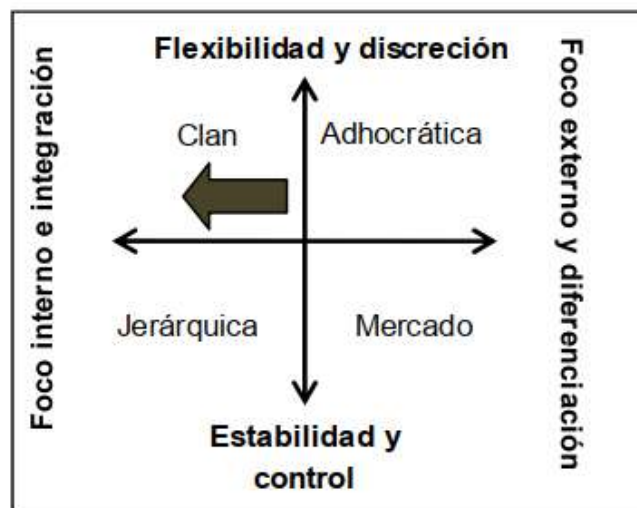 Flexibilidad y discreción
Foco interno e integración
Foco externo y diferenciación
Clan
Adhocrática
Jerárquica
Mercado
Estabilidad y
control